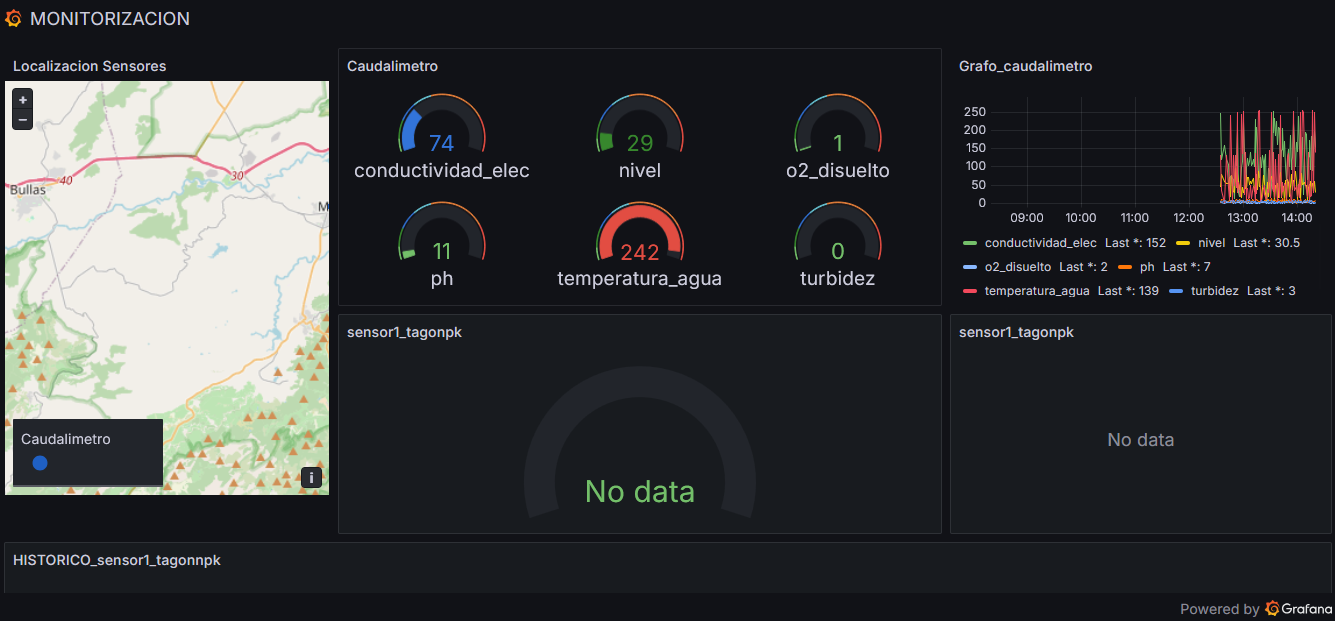 MONITORIZACION
Localizacion Sensores
+
−
40
30
Bullas
M
Caudalimetro
i
Caudalimetro
74
conductividad_elec
29
nivel
1
o2_disuelto
11
ph
242
temperatura_agua
0
turbidez
Grafo_caudalimetro
250
200
150
100
50
0
09:00 10:00 11:00 12:00 13:00 14:00
conductividad_elec Last *: 152 nivel Last *: 30.5
o2_disuelto Last *: 2 ph Last *: 7
temperatura_agua Last *: 139 turbidez Last *: 3
sensor1_tagonpk
No data
sensor1_tagonpk
No data
HISTORICO_sensor1_tagonnpk
Powered by Grafana